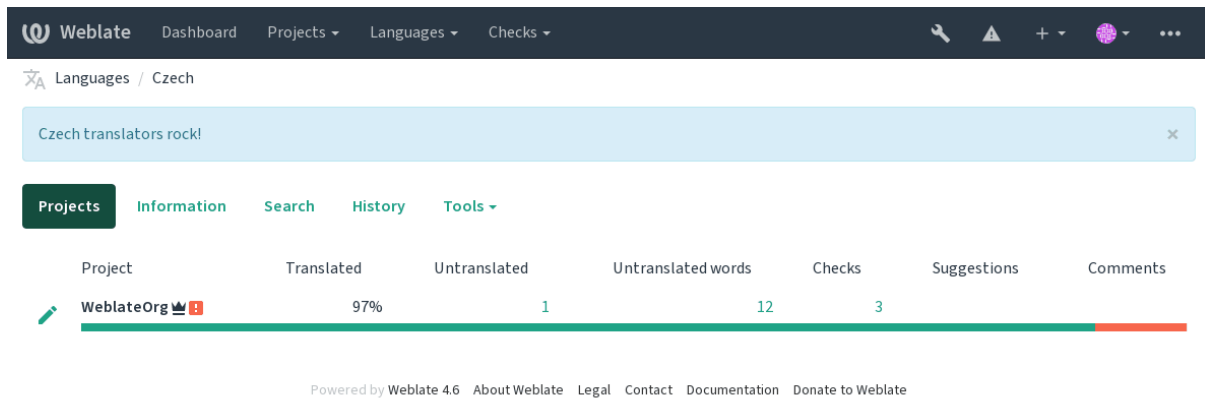 Weblate Dashboard Projects Languages Checks
Languages / Czech
Czech translators rock! ×
Projects Information Search History Tools
Project Translated Untranslated Untranslated words Checks Suggestions Comments
WeblateOrg 97% 1 12 3
Powered by Weblate 4.6 About Weblate Legal Contact Documentation Donate to Weblate